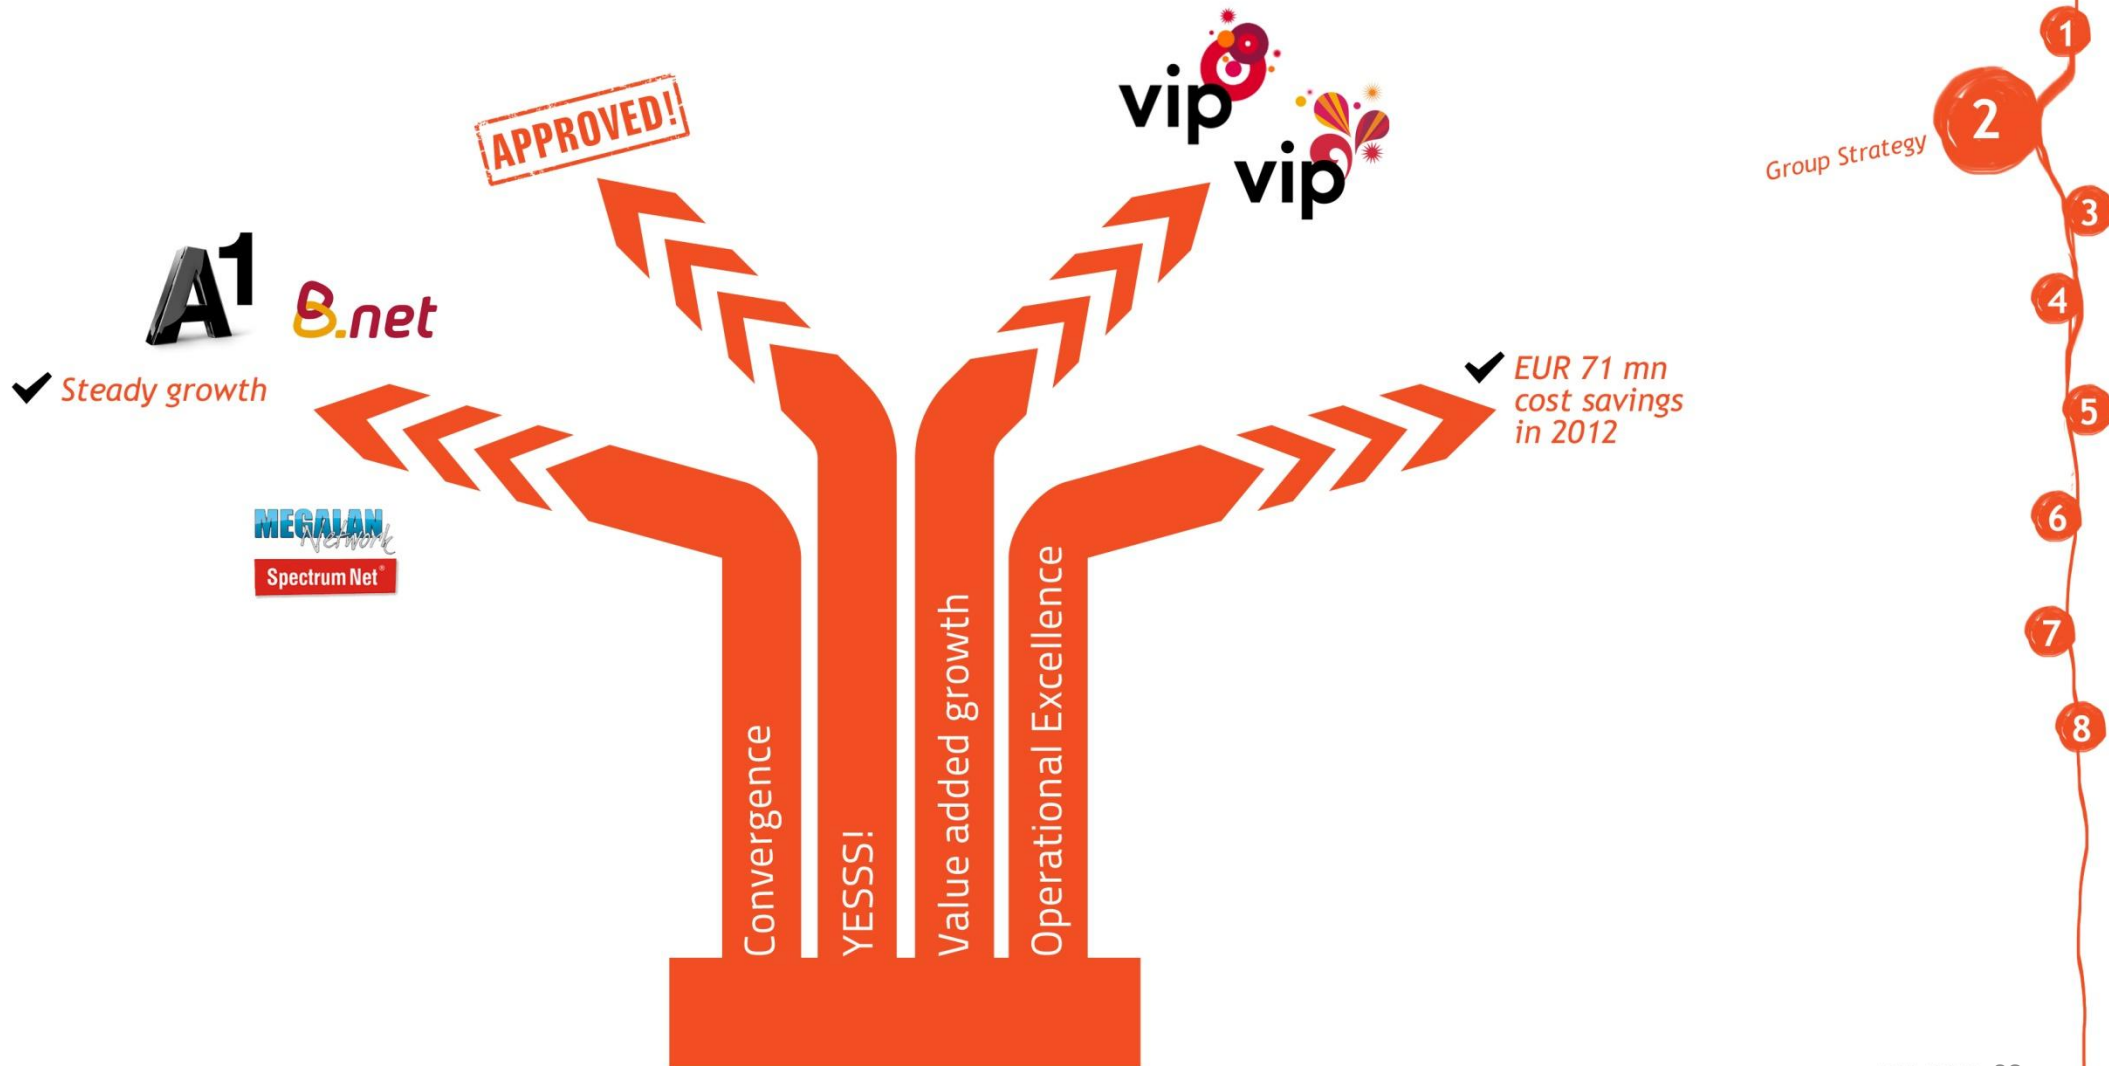 APPROVED!
vip
vip
1
2
Group Strategy
3
A1
B.net
4
✔ Steady growth
✔ EUR 71 mn
cost savings
in 2012
5
MEGALAN
Network
Spectrum Net®
6
7
8
Convergence
YESSS!
Value added growth
Operational Excellence